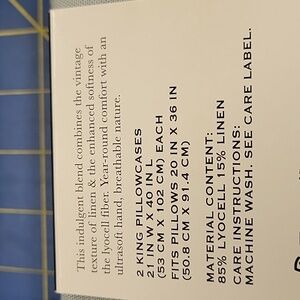 This indulgent blend combines the vintage
texture of linen & the enhanced softness of
the lyocell fiber. Year-round comfort with an
ultrasoft hand, breathable nature.
2 KING PILLOWCASES
21 IN W X 40 IN L
(53 CM X 102 CM) EACH
FITS PILLOWS 20 IN X 36 IN
(50.8 CM X 91.4 CM)
MATERIAL CONTENT:
85% LYOCELL 15% LINEN
CARE INSTRUCTIONS:
MACHINE WASH. SEE CARE LABEL.